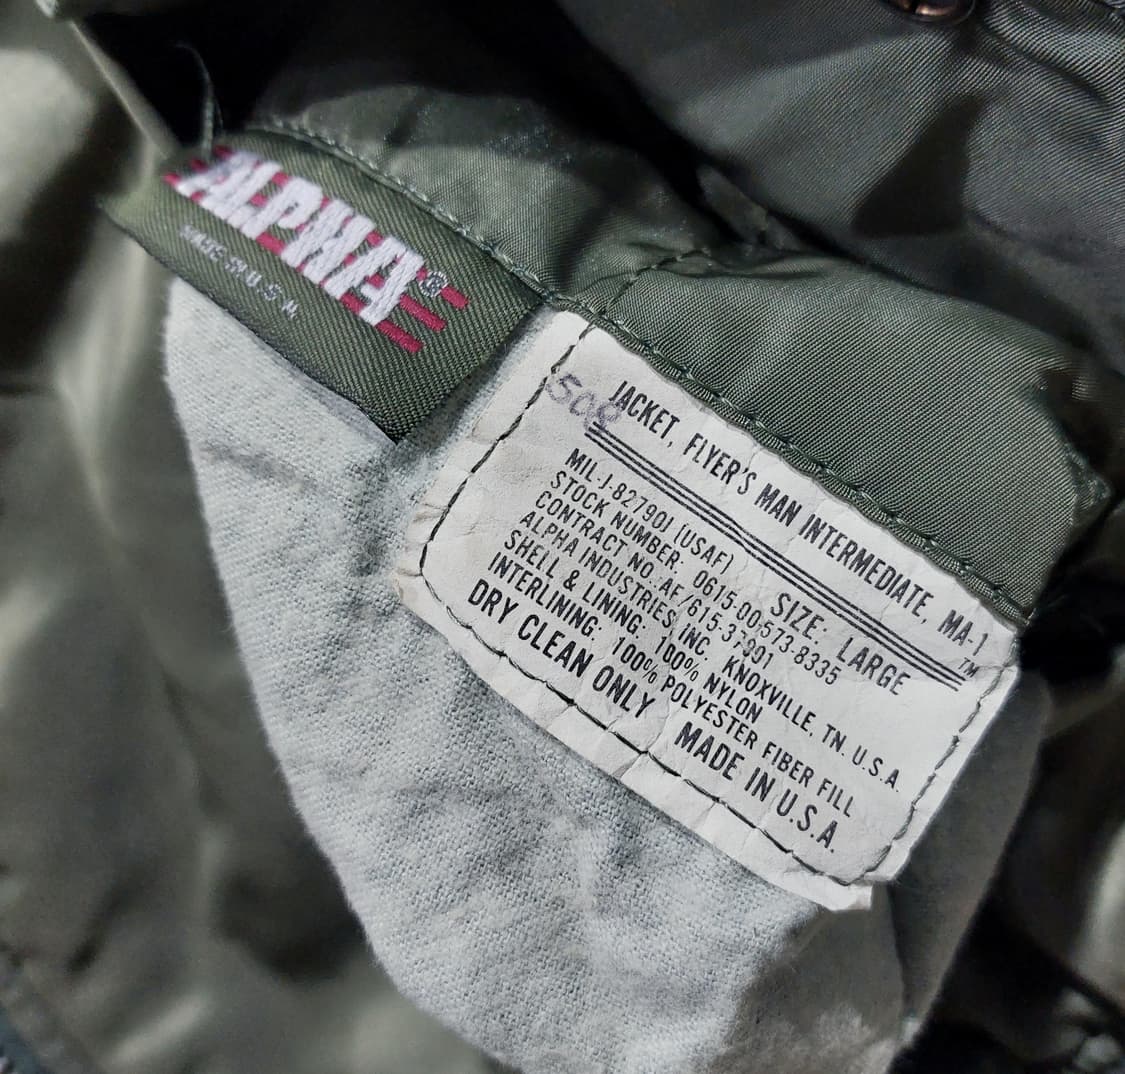 ALPHA®
MADE IN U.S.A.
508
JACKET, FLYER'S MAN INTERMEDIATE, MA-1™
MIL-J-82790J (USAF) SIZE: LARGE
STOCK NUMBER. 0615-00-573-8335
CONTRACT NO. AF/615-37901
ALPHA INDUSTRIES, INC. KNOXVILLE, TN. U.S.A.
SHELL & LINING: 100% NYLON
INTERLINING: 100% POLYESTER FIBER FILL
DRY CLEAN ONLY MADE IN U.S.A.